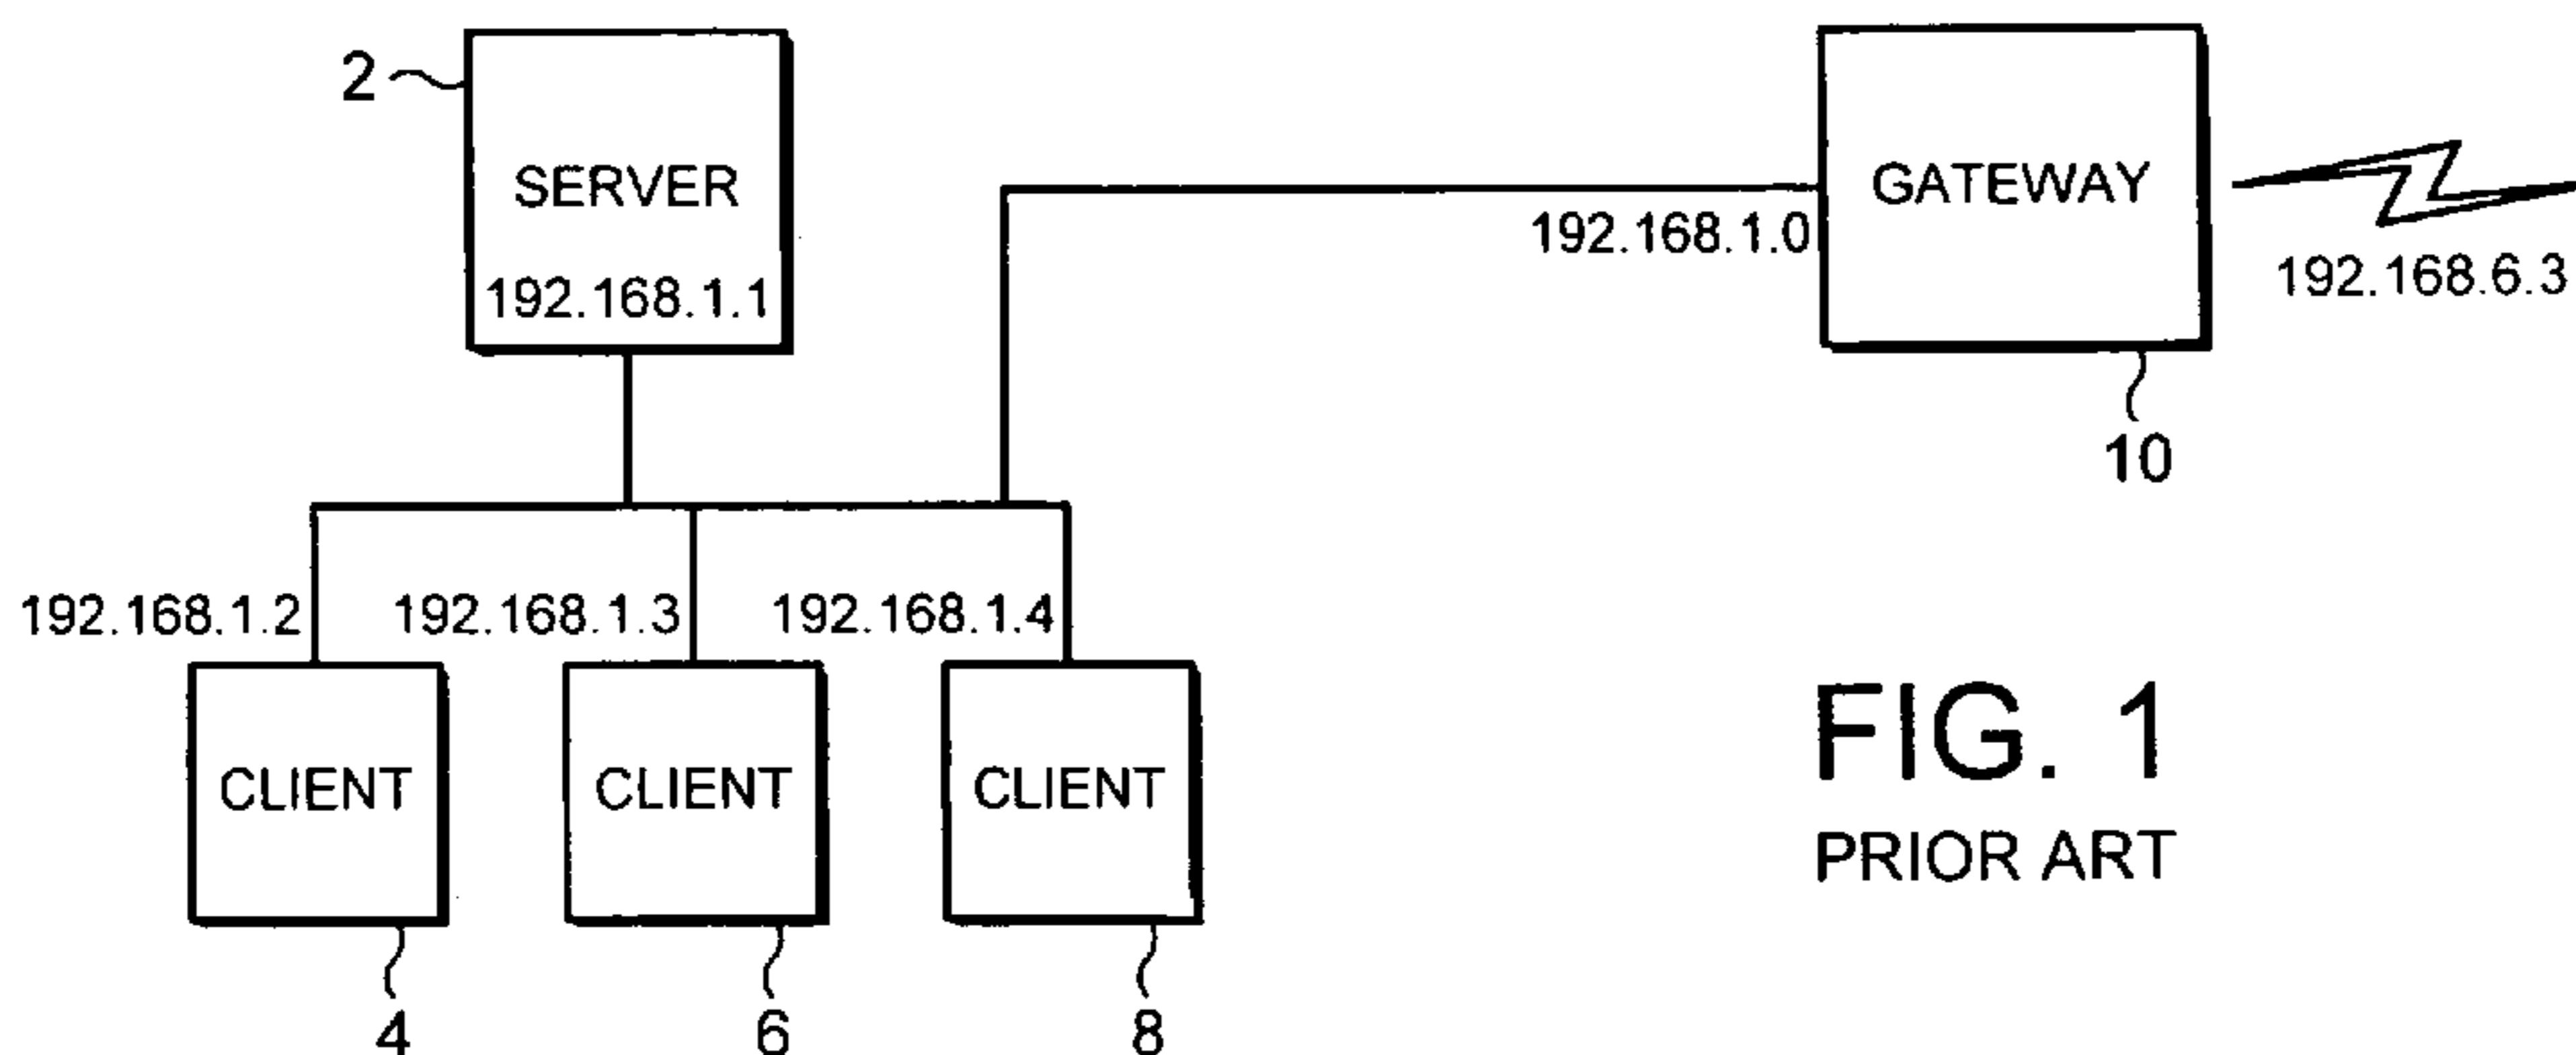 2
SERVER
192.168.1.1
GATEWAY
192.168.1.0
192.168.6.3
10
192.168.1.2
192.168.1.3
192.168.1.4
CLIENT
CLIENT
CLIENT
4
6
8
FIG. 1
PRIOR ART